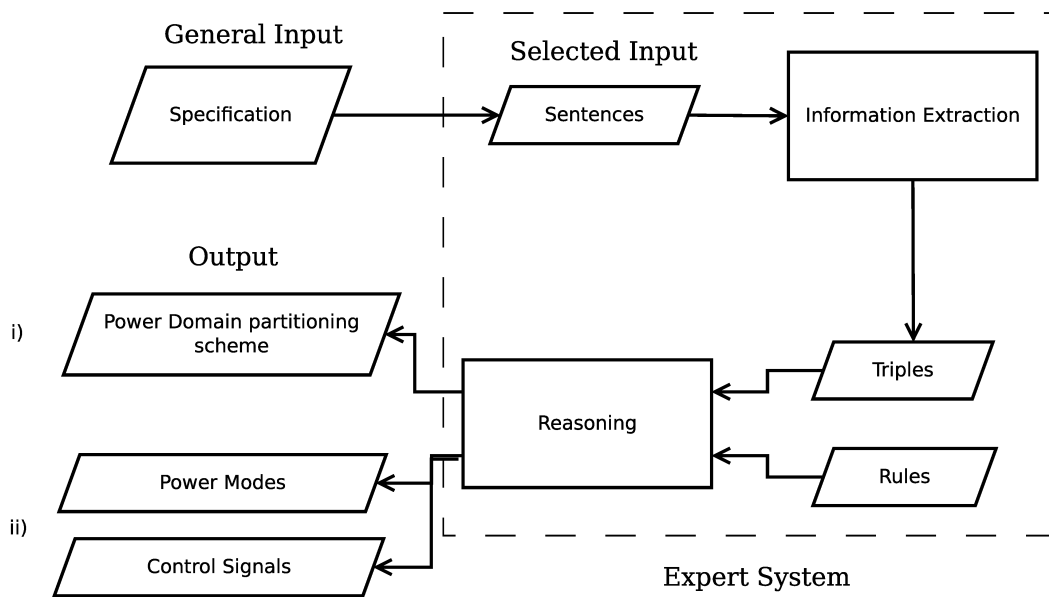 General Input
Selected Input
Specification
Sentences
Information Extraction
Output
i)
Power Domain partitioning
scheme
Triples
Reasoning
Rules
Power Modes
ii)
Control Signals
Expert System